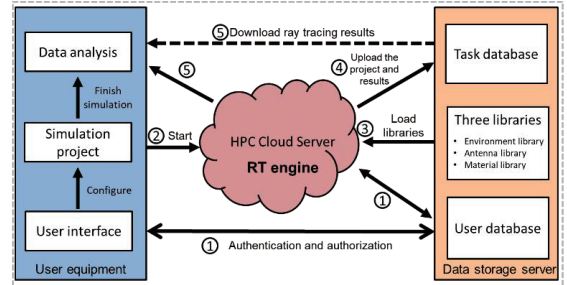 ⑤ Download ray tracing results
Data analysis
Finish
simulation
Simulation
project
Configure
User interface
User equipment
⑤
② Start
HPC Cloud Server
RT engine
④ Upload the
project and
results
③ Load
libraries
①
① Authentication and authorization
Task database
Three libraries
• Environment library
• Antenna library
• Material library
User database
Data storage server